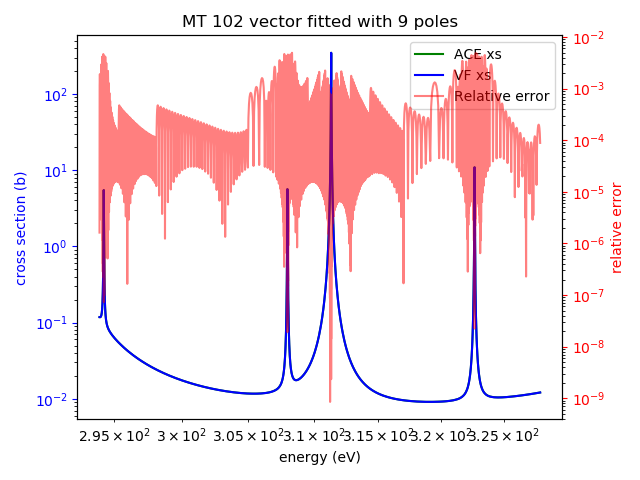 MT 102 vector fitted with 9 poles
ACE xs
VF xs
Relative error
10²
10¹
10⁰
10⁻¹
10⁻²
cross section (b)
10⁻²
10⁻³
10⁻⁴
10⁻⁵
10⁻⁶
10⁻⁷
10⁻⁸
10⁻⁹
relative error
2.95 × 10² 3 × 10² 3.05 × 10² 3.1 × 10² 3.15 × 10² 3.2 × 10² 3.25 × 10²
energy (eV)